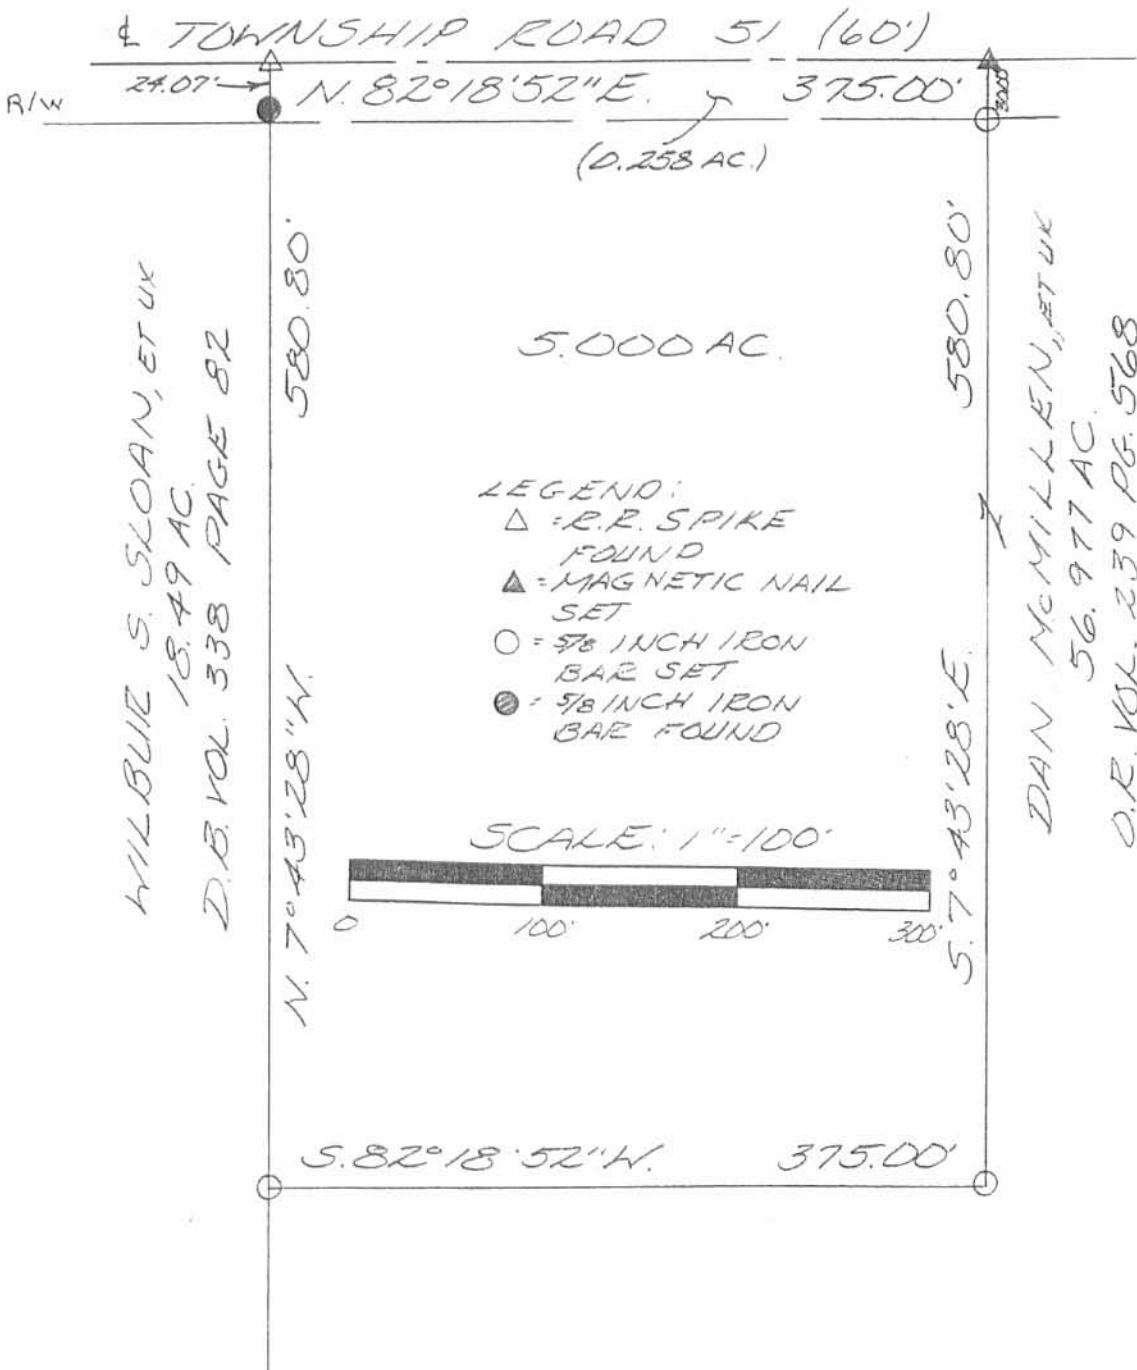 ℄ TOWNSHIP ROAD 51 (60')
24.07'
N. 82°18'52"E. 375.00'
30.00'
R/W
(0.258 AC.)
580.80'
580.80'
5.000 AC.
WILBUR S. SLOAN, ET UX
18.49 AC.
D.B. VOL. 338 PAGE 82
DAN McMILLEN, ET UX
56.977 AC.
O.R. VOL. 239 PG. 568
LEGEND:
△ = R.R. SPIKE
FOUND
▲ = MAGNETIC NAIL
SET
○ = 5/8 INCH IRON
BAR SET
● = 5/8 INCH IRON
BAR FOUND
N. 7°43'28"W.
S. 7°43'28"E.
SCALE: 1"=100'
0 100' 200' 300'
S. 82°18'52"W. 375.00'